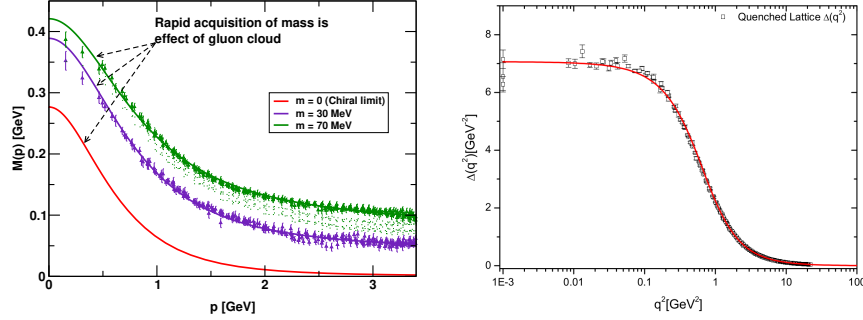 Rapid acquisition of mass is
effect of gluon cloud
m = 0 (Chiral limit)
m = 30 MeV
m = 70 MeV
M(p) [GeV]
0.4
0.3
0.2
0.1
0
0 1 2 3
p [GeV]
Quenched Lattice Δ(q²)
Δ(q²)[GeV⁻²]
8
6
4
2
0
1E-3 0.01 0.1 1 10 100
q²[GeV²]